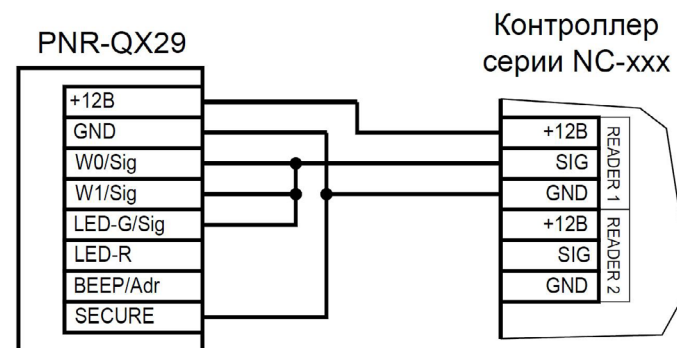 PNR-QX29
Контроллер
серии NC-xxx
+12В
GND
W0/Sig
W1/Sig
LED-G/Sig
LED-R
BEEP/Adr
SECURE
+12В
SIG
GND
READER 1
+12В
SIG
GND
READER 2